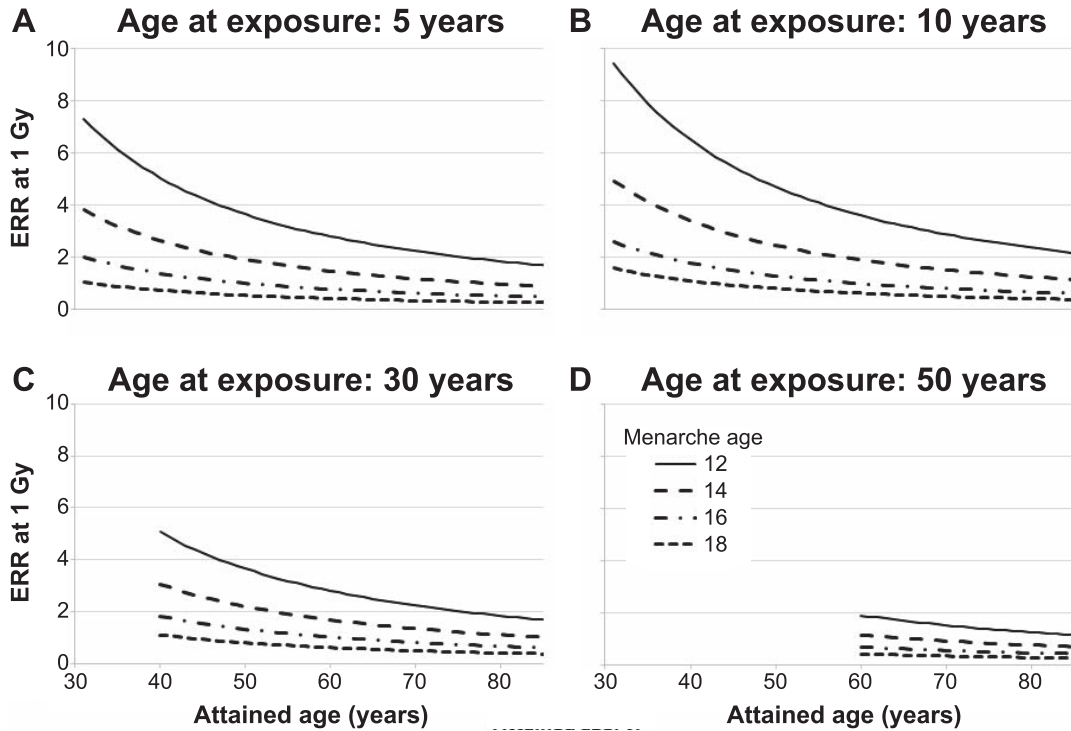 A Age at exposure: 5 years
10
8
6
4
2
0
ERR at 1 Gy
B Age at exposure: 10 years
C Age at exposure: 30 years
10
8
6
4
2
0
ERR at 1 Gy
30 40 50 60 70 80
Attained age (years)
D Age at exposure: 50 years
Menarche age
12
14
16
18
30 40 50 60 70 80
Attained age (years)